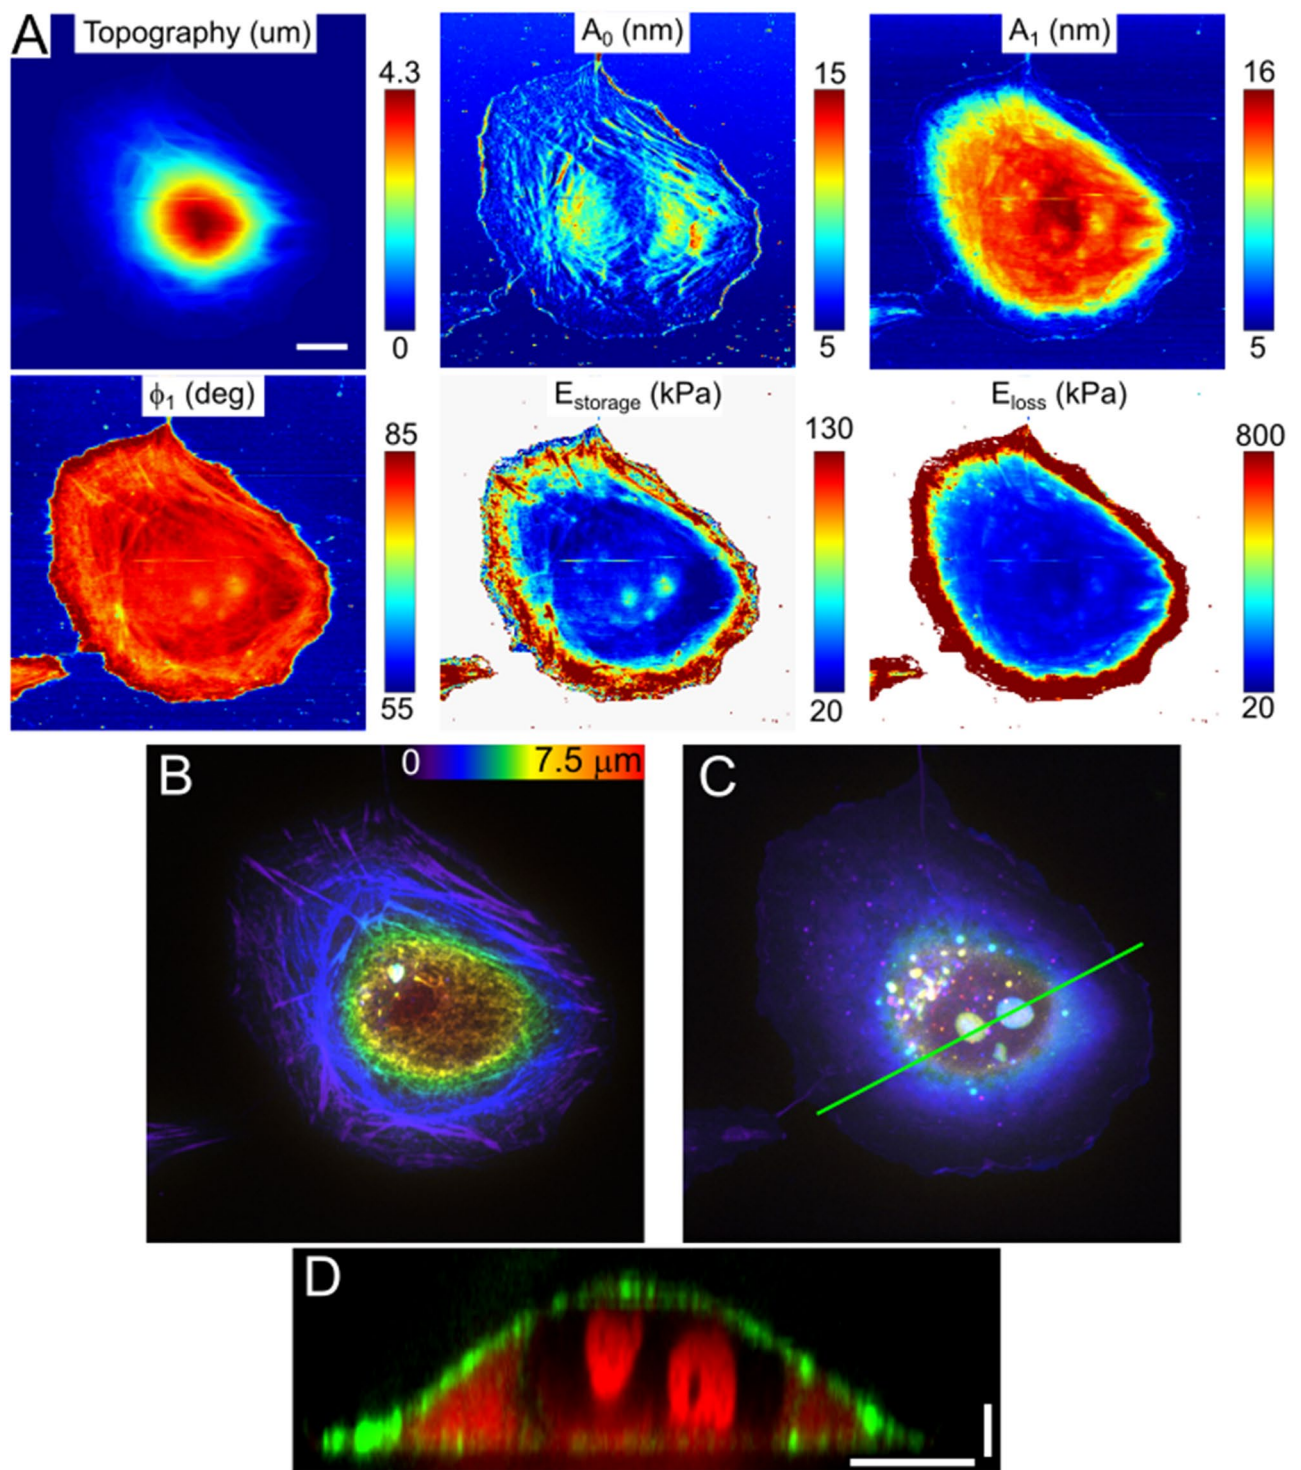 A
Topography (um)
4.3
0
A0 (nm)
15
5
A1 (nm)
16
5
ϕ1 (deg)
85
55
Estorage (kPa)
130
20
Eloss (kPa)
800
20
B
0
7.5 μm
C
D